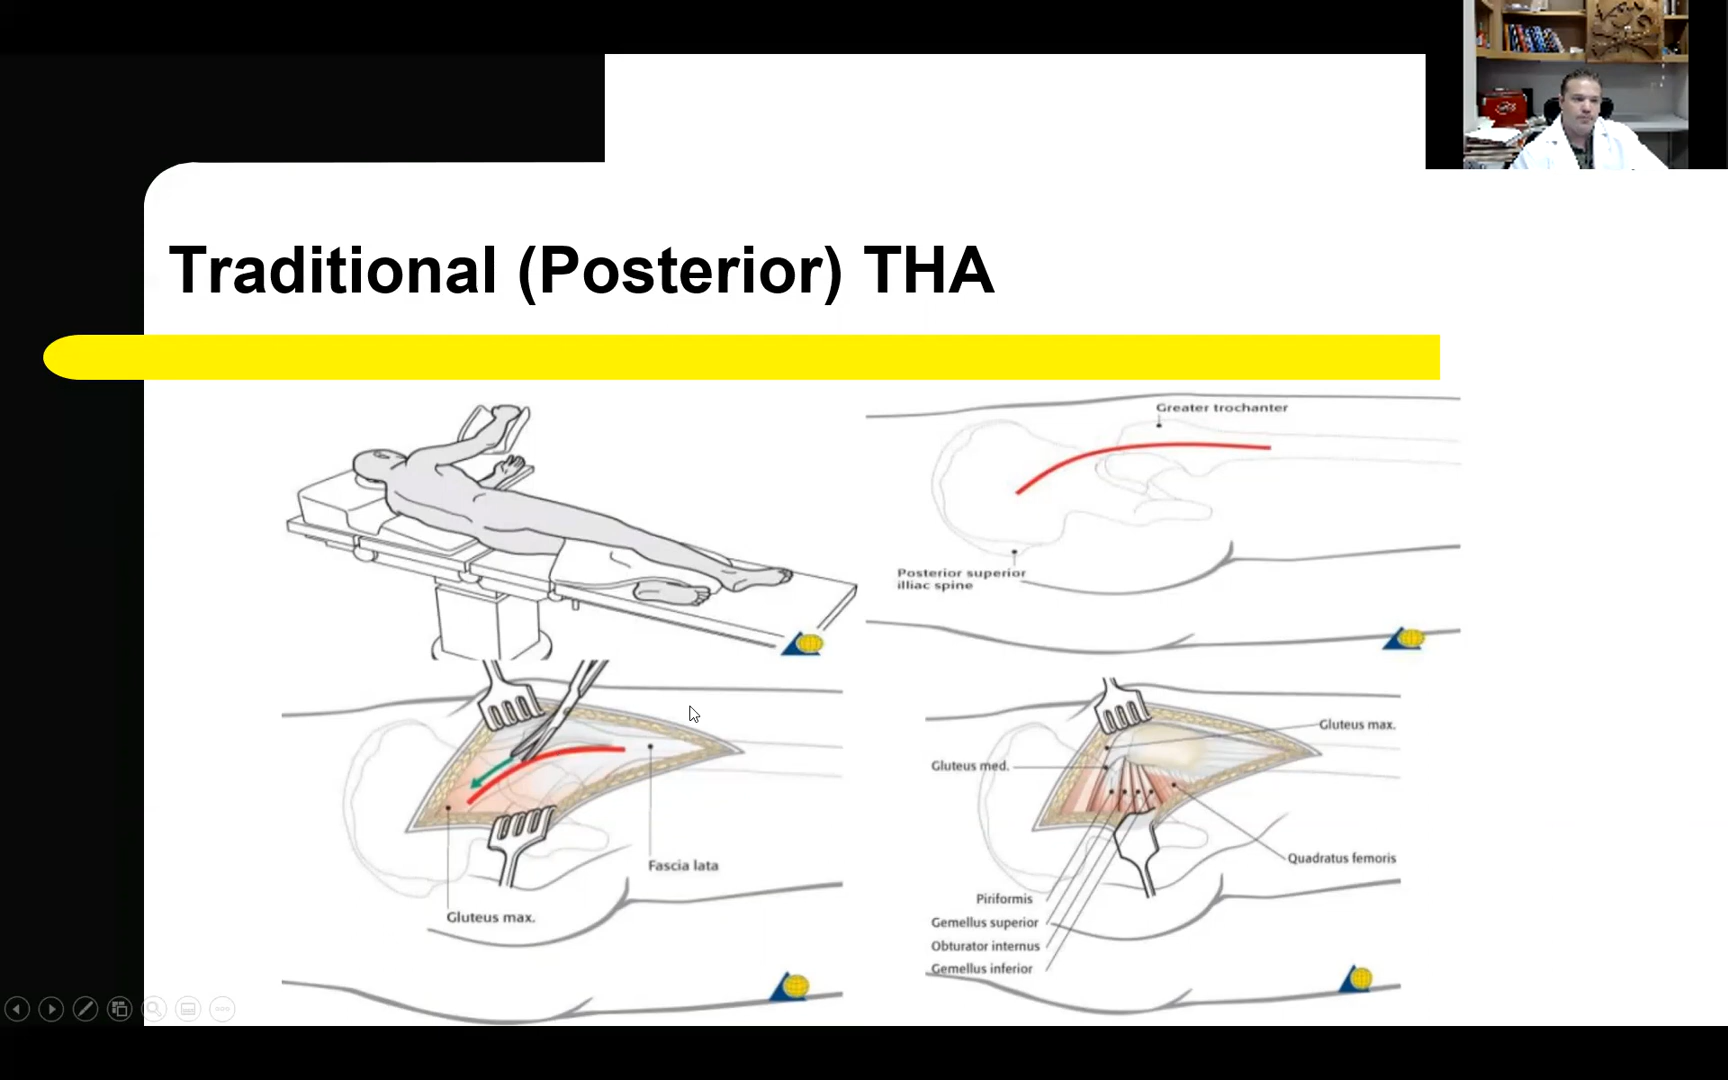 Traditional (Posterior) THA
Greater trochanter
Posterior superior
illiac spine
Gluteus max.
Fascia lata
Gluteus max.
Gluteus med.
Quadratus femoris
Piriformis
Gemellus superior
Obturator internus
Gemellus inferior